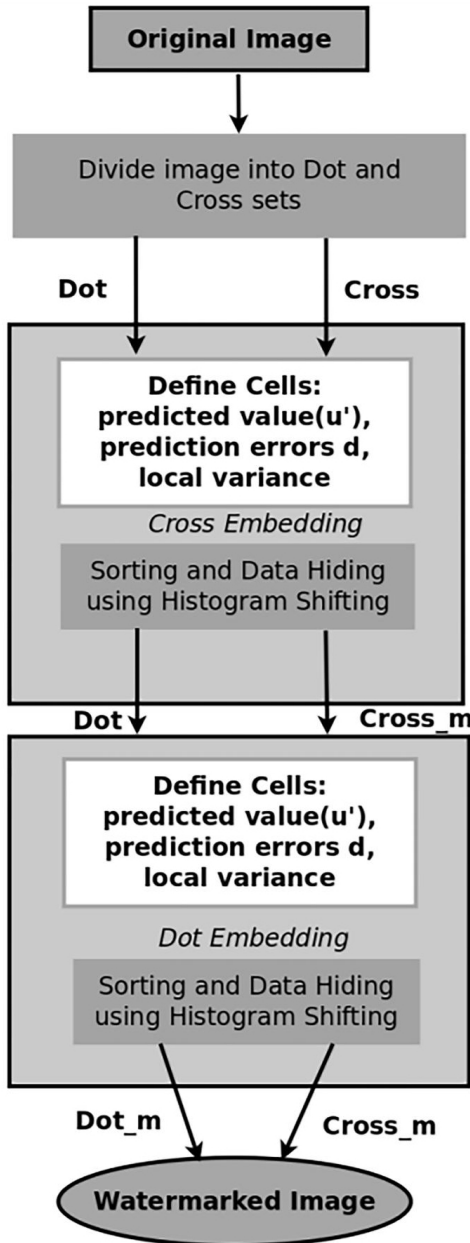 Original Image
Divide image into Dot and
Cross sets
Dot
Cross
Define Cells:
predicted value(u'),
prediction errors d,
local variance
Cross Embedding
Sorting and Data Hiding
using Histogram Shifting
Dot
Cross_m
Define Cells:
predicted value(u'),
prediction errors d,
local variance
Dot Embedding
Sorting and Data Hiding
using Histogram Shifting
Dot_m
Cross_m
Watermarked Image